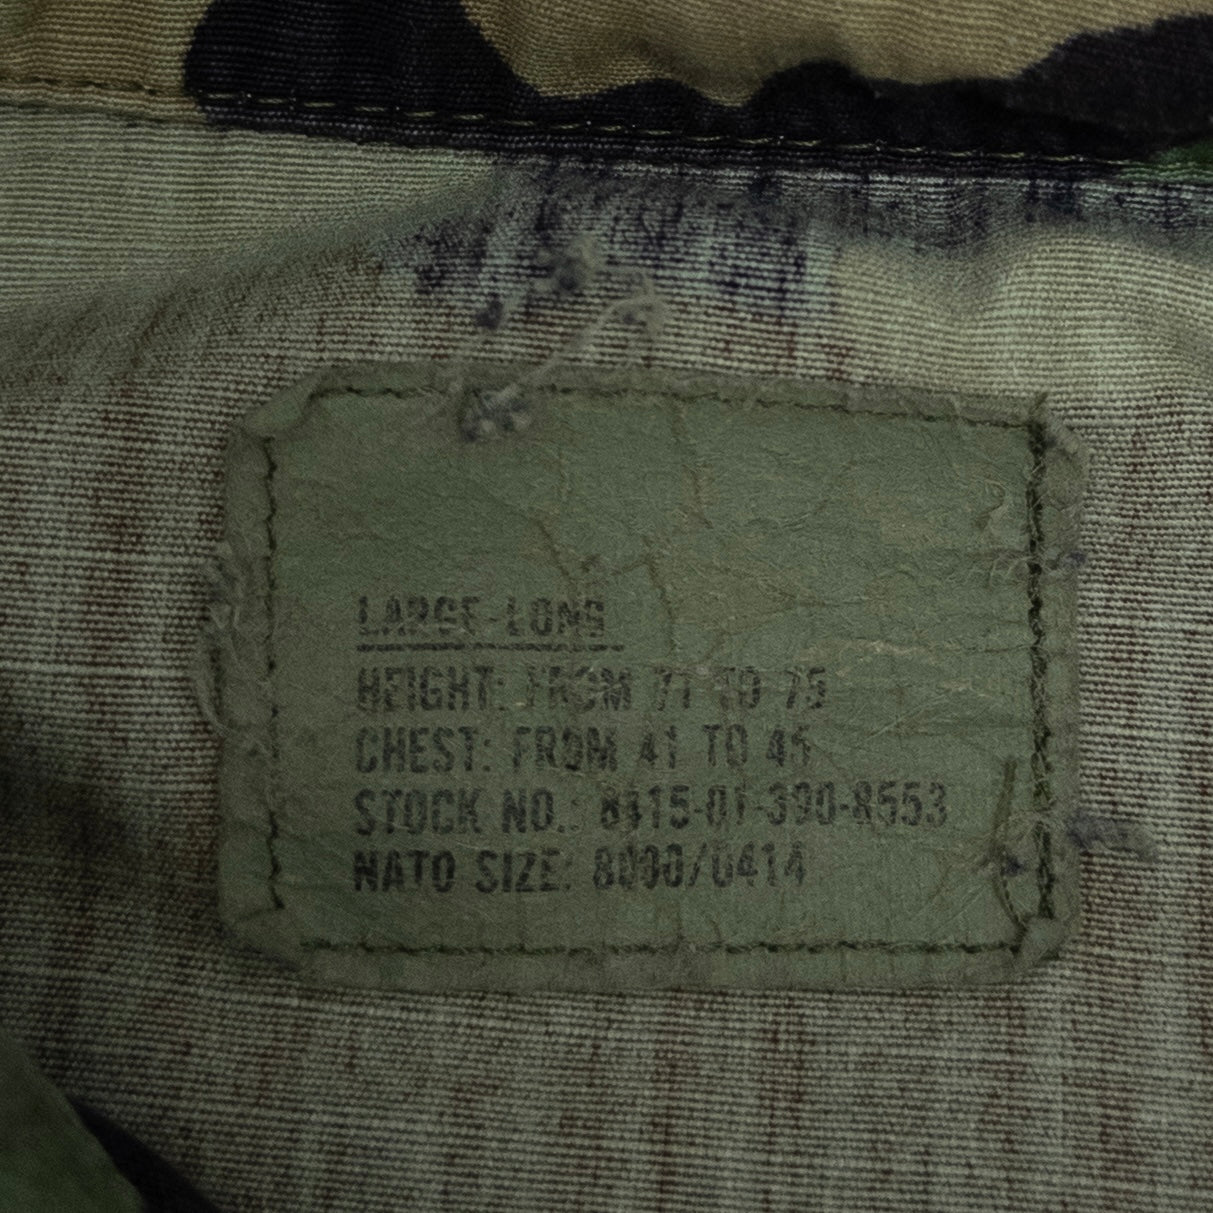 LARGE-LONG
HEIGHT: FROM 71 TO 75
CHEST: FROM 41 TO 45
STOCK NO.: 8415-01-390-8553
NATO SIZE: 8090/0414